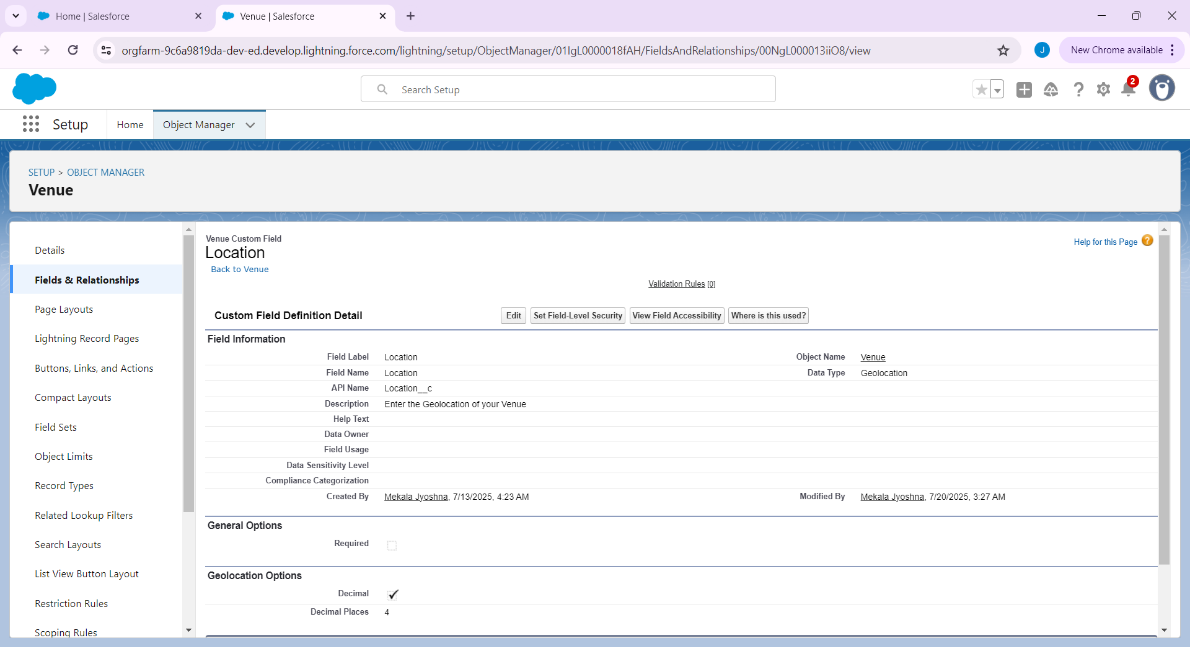 Home | Salesforce
Venue | Salesforce
orgfarm-9c6a9819da-dev-ed.develop.lightning.force.com/lightning/setup/ObjectManager/01IgL0000018fAH/FieldsAndRelationships/00NgL000013iiO8/view
J
New Chrome available
Search Setup
2
Setup
Home
Object Manager
SETUP > OBJECT MANAGER
Venue
Details
Fields & Relationships
Page Layouts
Lightning Record Pages
Buttons, Links, and Actions
Compact Layouts
Field Sets
Object Limits
Record Types
Related Lookup Filters
Search Layouts
List View Button Layout
Restriction Rules
Scoping Rules
Venue Custom Field
Location
Back to Venue
Help for this Page ?
Validation Rules [0]
Custom Field Definition Detail
Edit
Set Field-Level Security
View Field Accessibility
Where is this used?
Field Information
Field Label Location Object Name Venue
Field Name Location Data Type Geolocation
API Name Location__c
Description Enter the Geolocation of your Venue
Help Text
Data Owner
Field Usage
Data Sensitivity Level
Compliance Categorization
Created By Mekala Jyoshna, 7/13/2025, 4:23 AM Modified By Mekala Jyoshna, 7/20/2025, 3:27 AM
General Options
Required
Geolocation Options
Decimal
Decimal Places 4